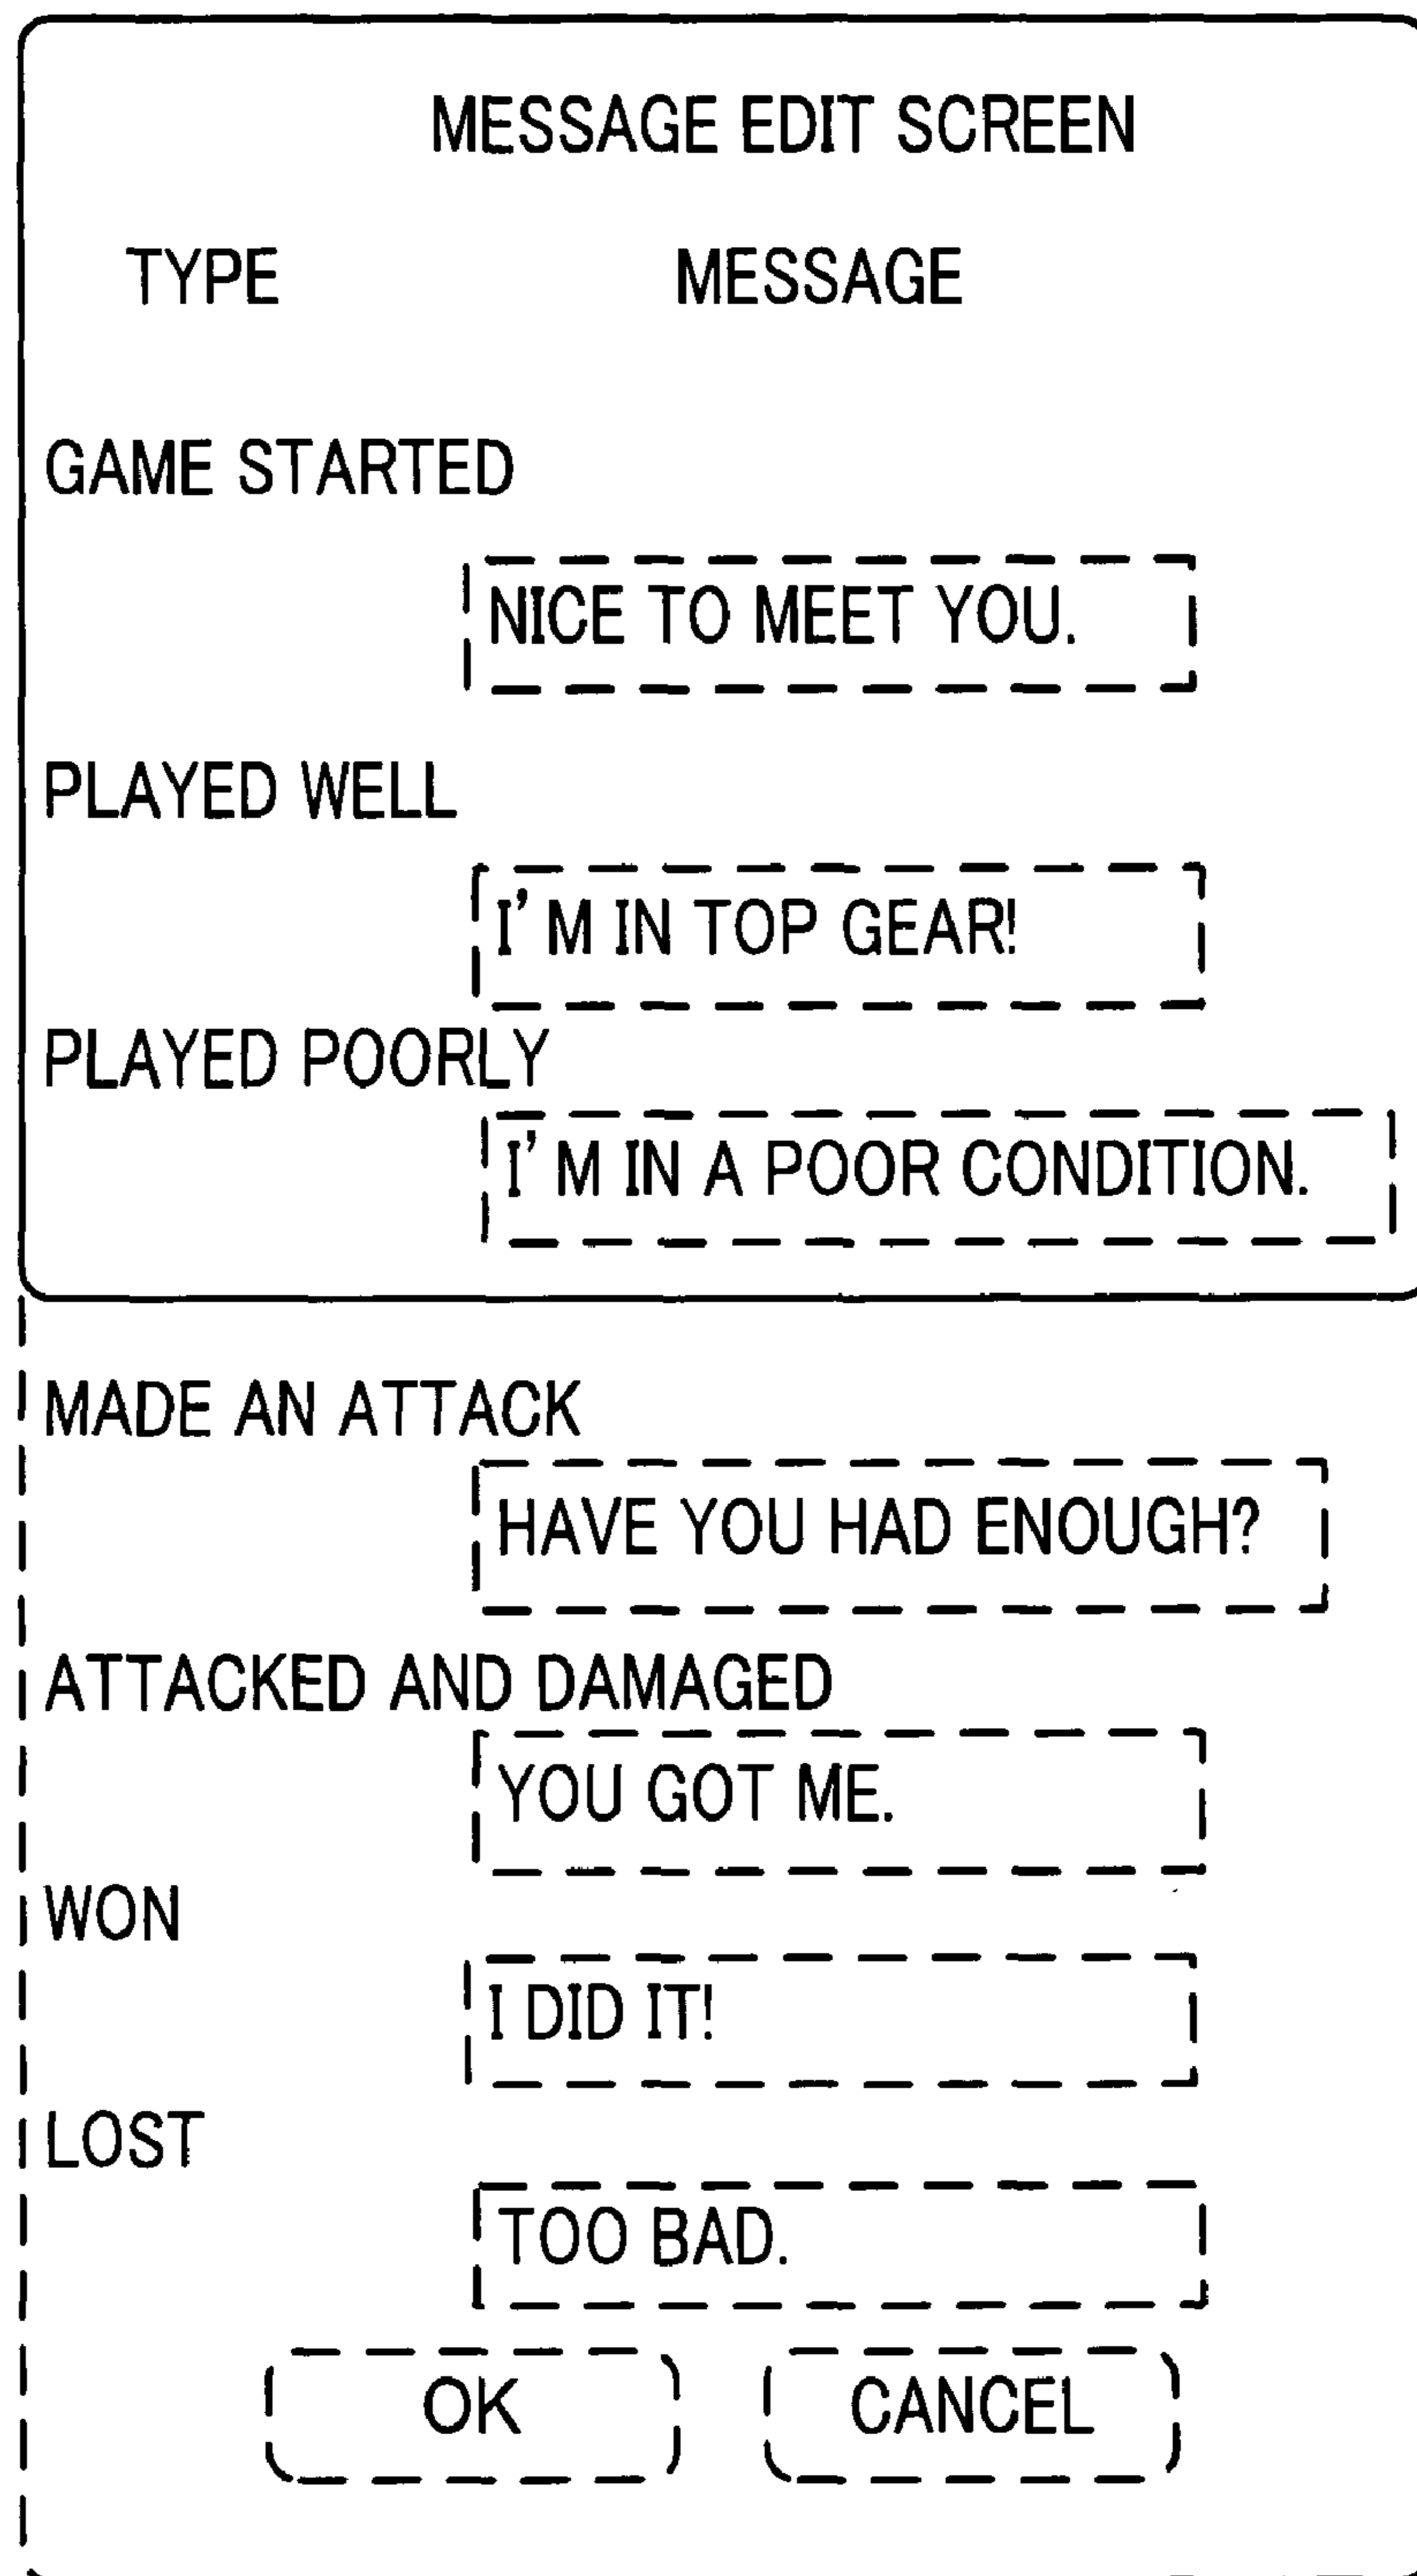 MESSAGE EDIT SCREEN
TYPE MESSAGE
GAME STARTED
NICE TO MEET YOU.
PLAYED WELL
I'M IN TOP GEAR!
PLAYED POORLY
I'M IN A POOR CONDITION.
MADE AN ATTACK
HAVE YOU HAD ENOUGH?
ATTACKED AND DAMAGED
YOU GOT ME.
WON
I DID IT!
LOST
TOO BAD.
OK CANCEL